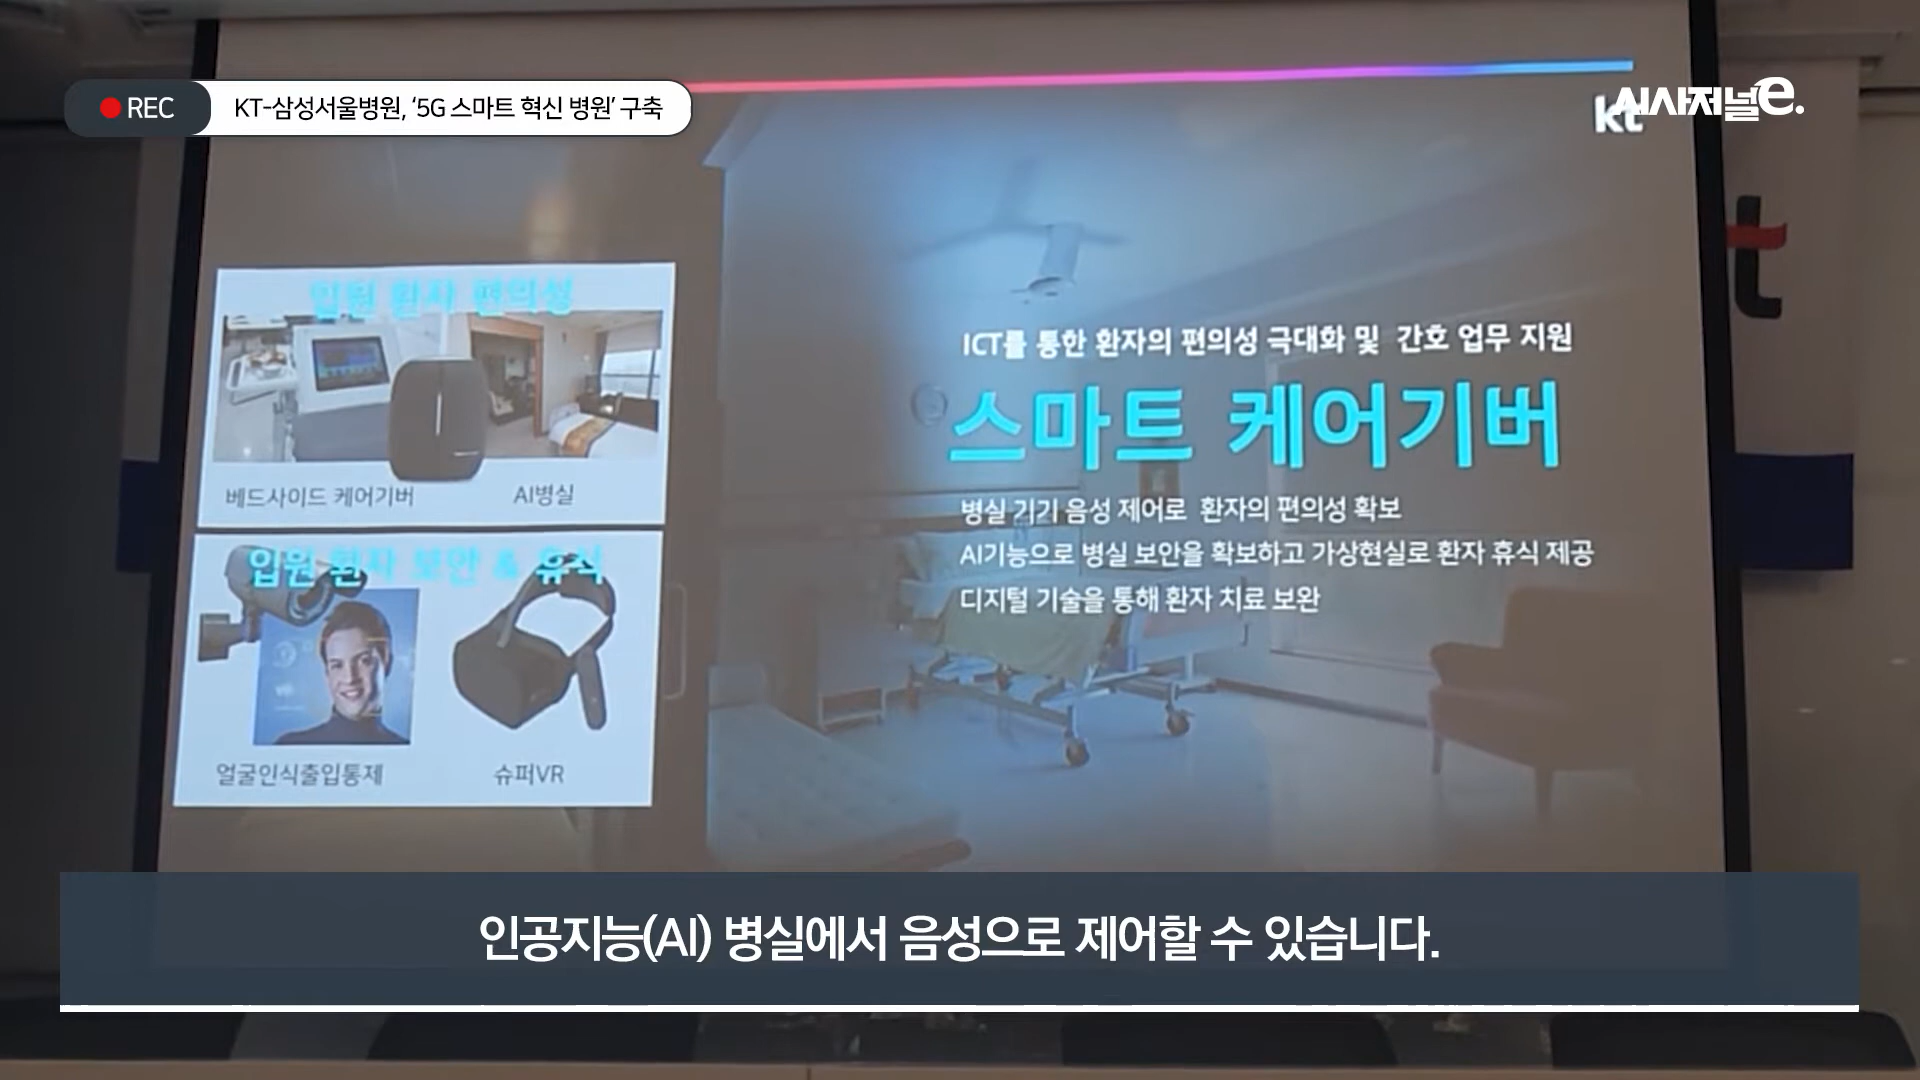 REC
KT-삼성서울병원, ‘5G 스마트 혁신 병원’ 구축
kt
시사저널e.
입원 환자 편의성
베드사이드 케어기버
AI병실
입원 환자 보안 & 휴식
얼굴인식출입통제
슈퍼VR
ICT를 통한 환자의 편의성 극대화 및 간호 업무 지원
스마트 케어기버
병실 기기 음성 제어로 환자의 편의성 확보
AI기능으로 병실 보안을 확보하고 가상현실로 환자 휴식 제공
디지털 기술을 통해 환자 치료 보완
t
인공지능(AI) 병실에서 음성으로 제어할 수 있습니다.